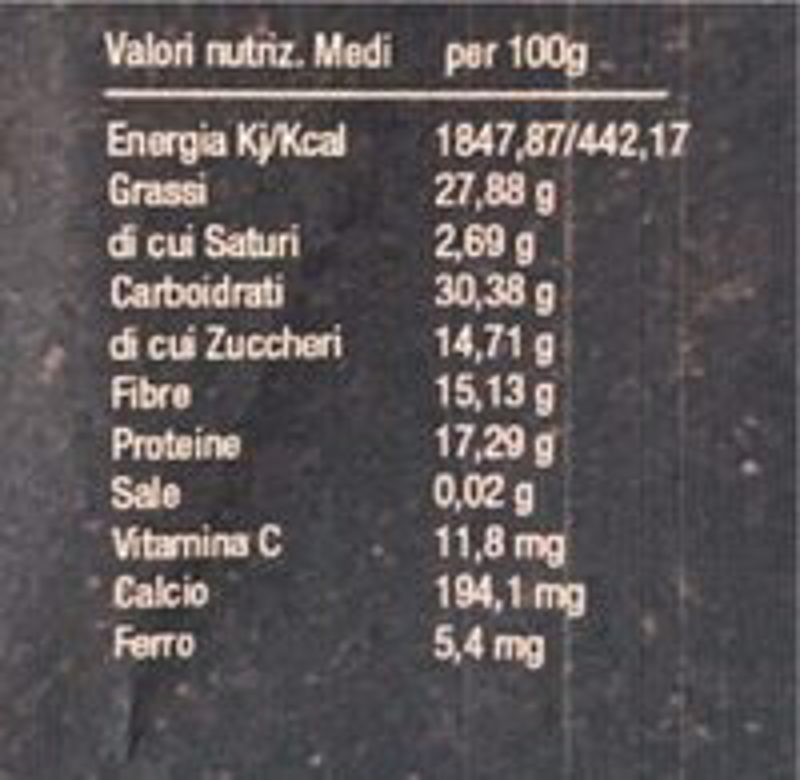 Valori nutriz. Medi per 100g
Energia Kj/Kcal 1847,87/442,17
Grassi 27,88 g
di cui Saturi 2,69 g
Carboidrati 30,38 g
di cui Zuccheri 14,71 g
Fibre 15,13 g
Proteine 17,29 g
Sale 0,02 g
Vitamina C 11,8 mg
Calcio 194,1 mg
Ferro 5,4 mg